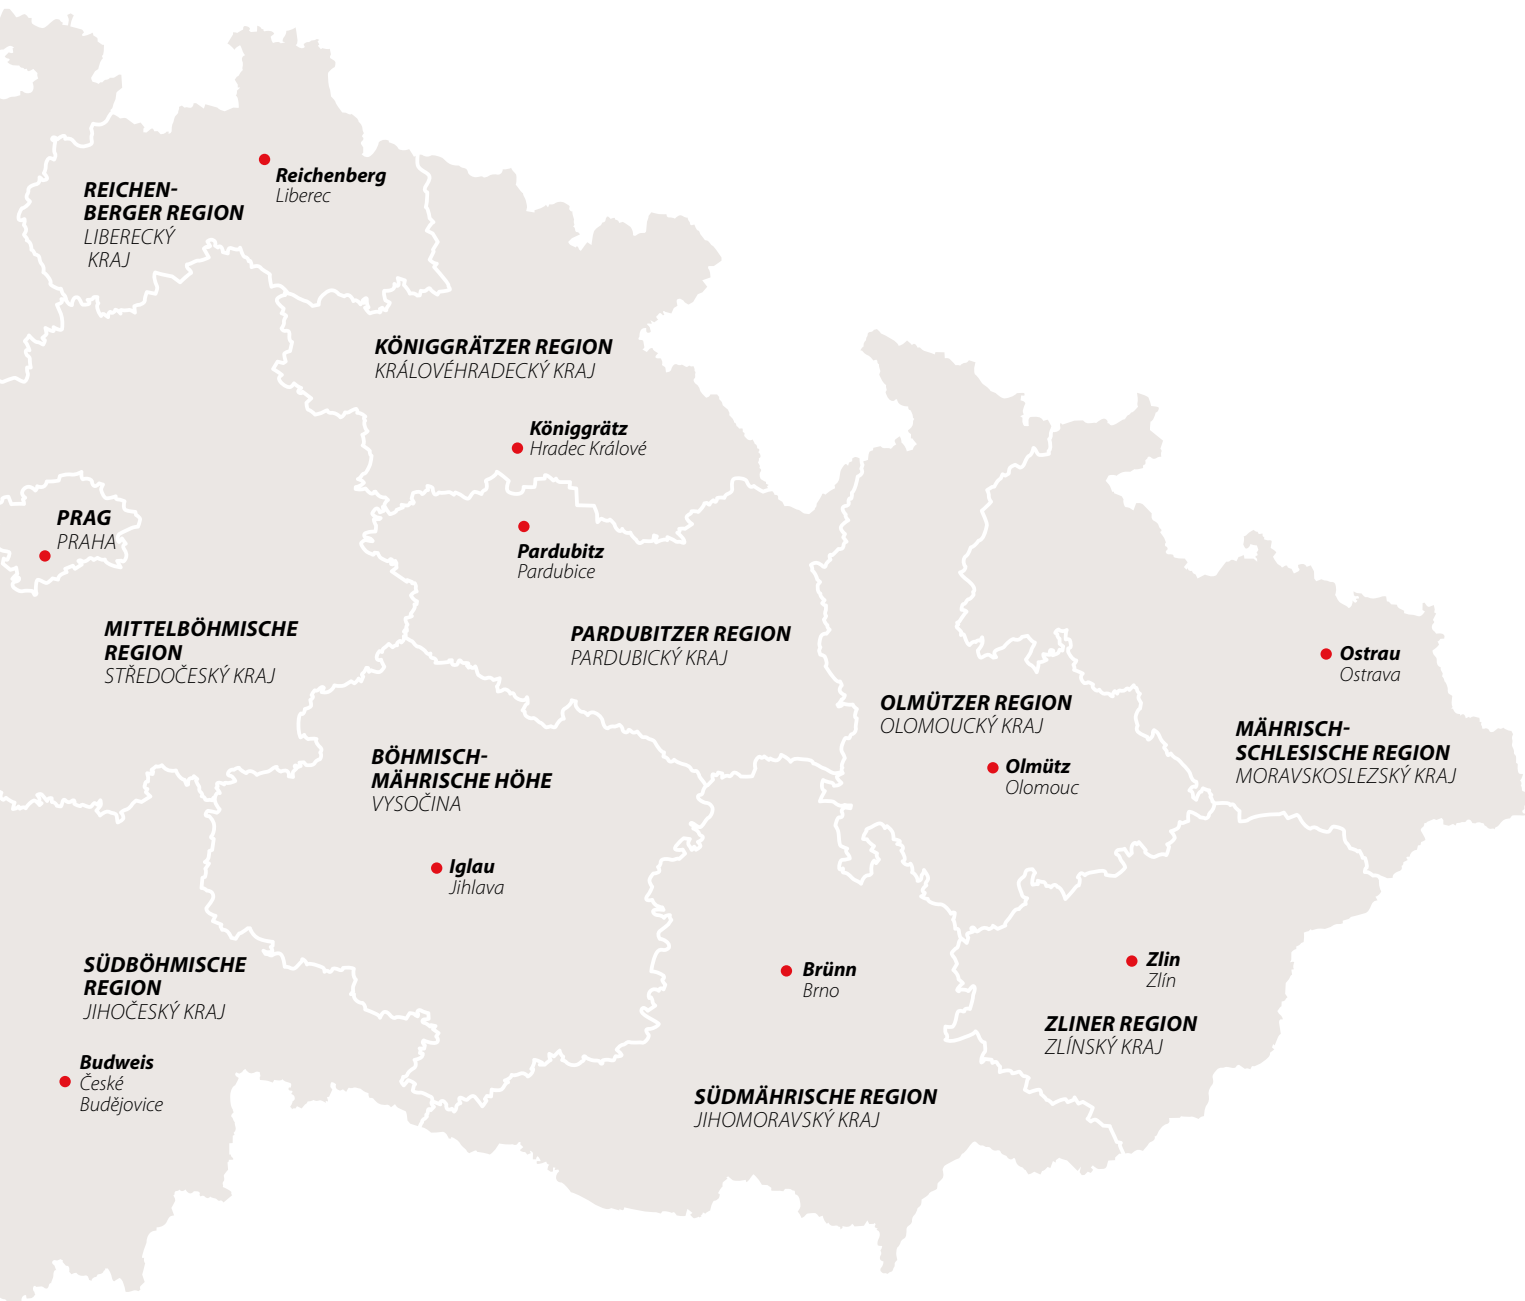 Reichenberg
Liberec
REICHEN-
BERGER REGION
LIBERECKÝ
KRAJ
KÖNIGGRÄTZER REGION
KRÁLOVÉHRADECKÝ KRAJ
Königgrätz
Hradec Králové
PRAG
PRAHA
Pardubitz
Pardubice
MITTELBÖHMISCHE
REGION
STŘEDOČESKÝ KRAJ
PARDUBITZER REGION
PARDUBICKÝ KRAJ
Ostrau
Ostrava
OLMÜTZER REGION
OLOMOUCKÝ KRAJ
MÄHRISCH-
SCHLESISCHE REGION
MORAVSKOSLEZSKÝ KRAJ
BÖHMISCH-
MÄHRISCHE HÖHE
VYSOČINA
Olmütz
Olomouc
Iglau
Jihlava
SÜDBÖHMISCHE
REGION
JIHOČESKÝ KRAJ
Brünn
Brno
Zlin
Zlín
ZLINER REGION
ZLÍNSKÝ KRAJ
Budweis
České
Budějovice
SÜDMÄHRISCHE REGION
JIHOMORAVSKÝ KRAJ